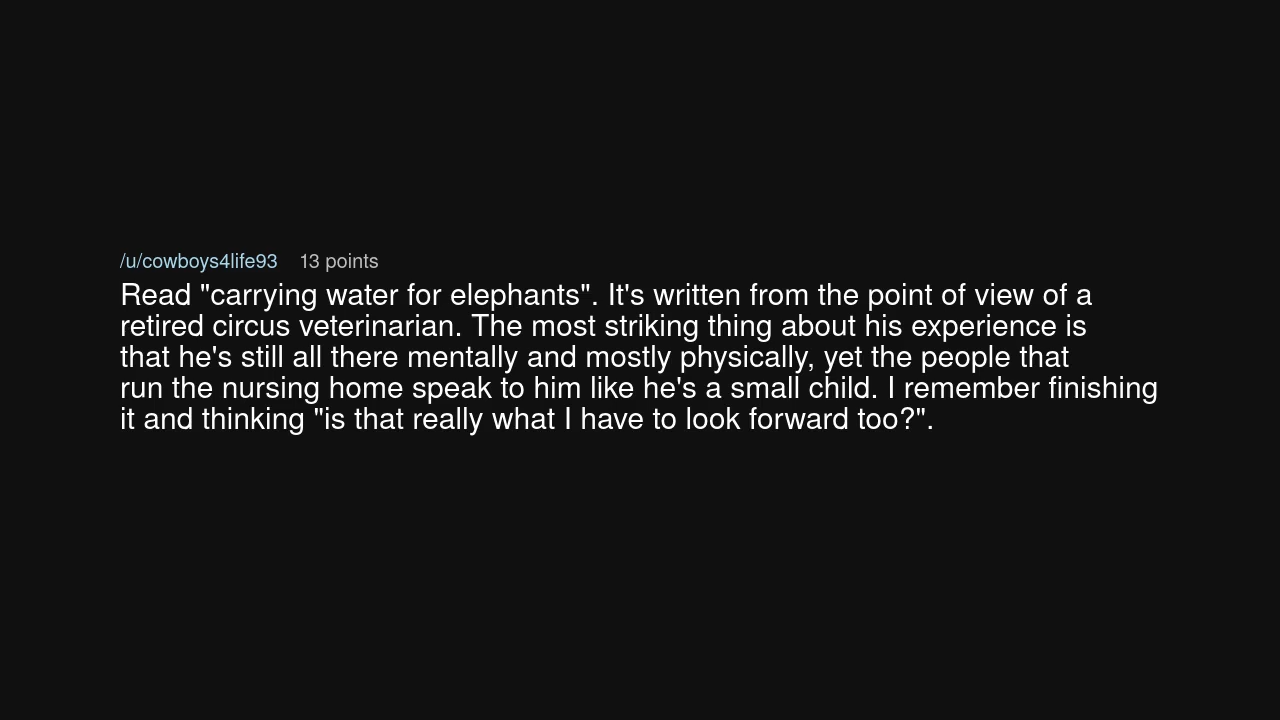 /u/cowboys4life93 13 points
Read "carrying water for elephants". It's written from the point of view of a
retired circus veterinarian. The most striking thing about his experience is
that he's still all there mentally and mostly physically, yet the people that
run the nursing home speak to him like he's a small child. I remember finishing
it and thinking "is that really what I have to look forward too?".